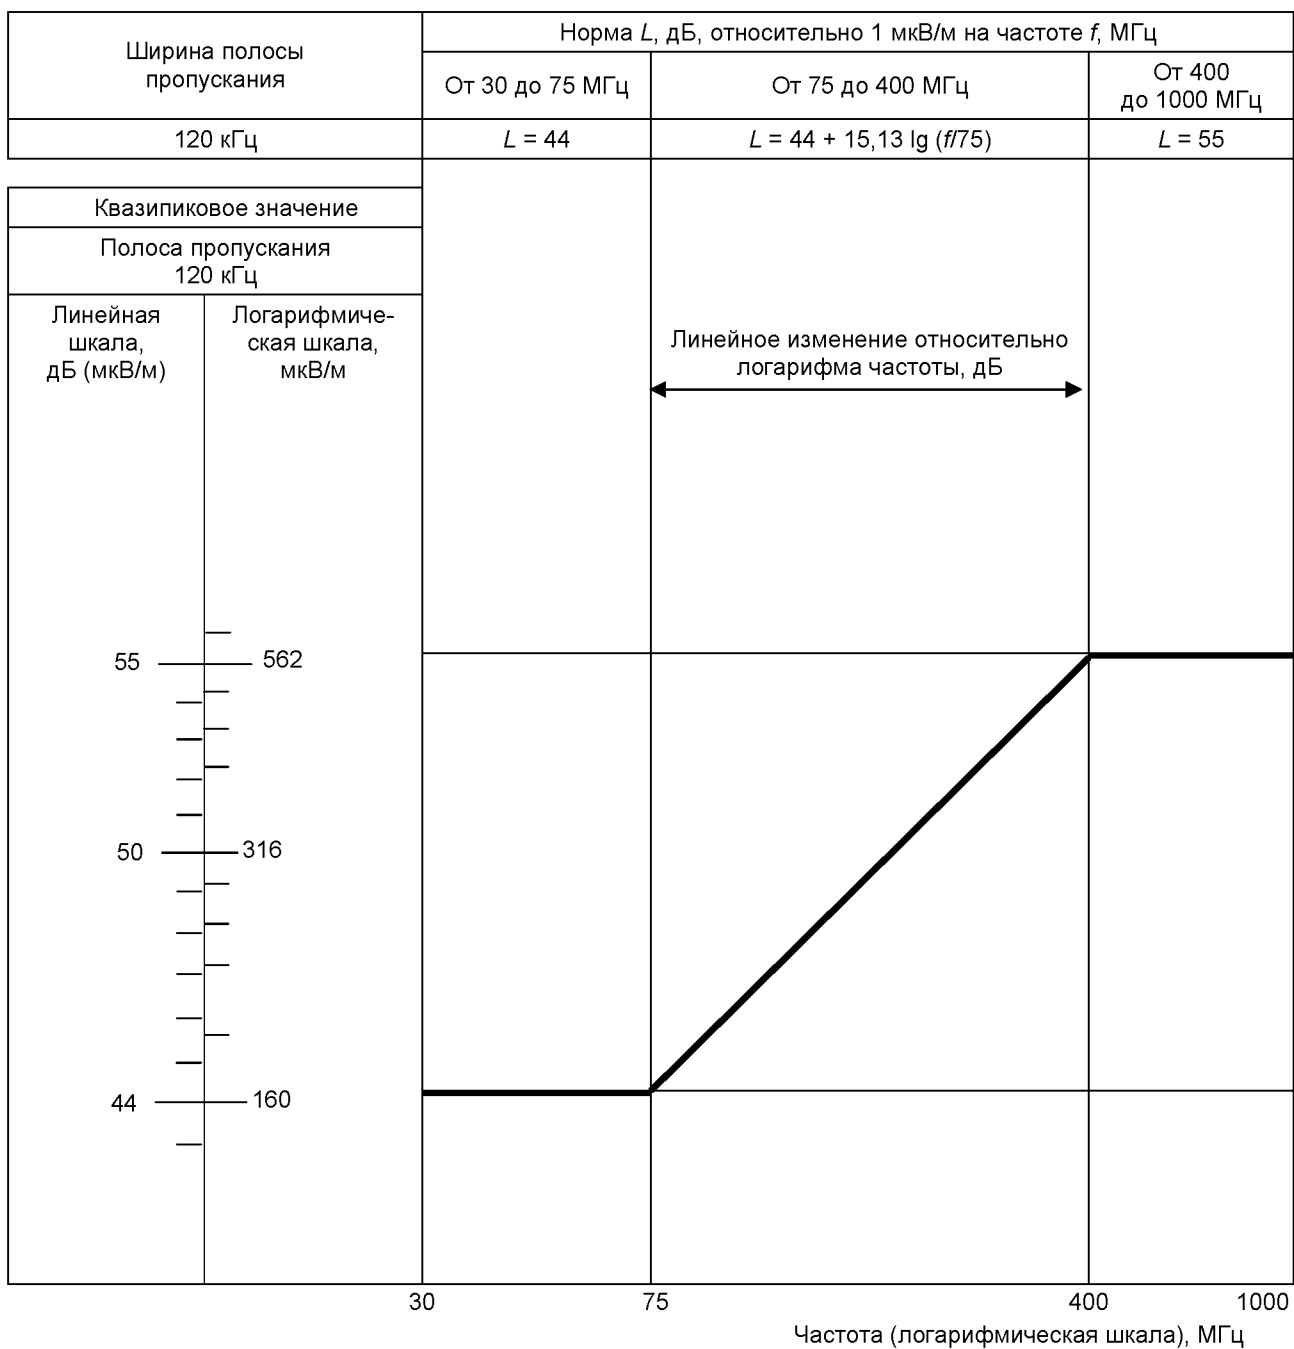 Ширина полосы
пропускания
Норма L, дБ, относительно 1 мкВ/м на частоте f, МГц
От 30 до 75 МГц
От 75 до 400 МГц
От 400
до 1000 МГц
120 кГц
L = 44
L = 44 + 15,13 lg (f/75)
L = 55
Квазипиковое значение
Полоса пропускания
120 кГц
Линейная
шкала,
дБ (мкВ/м)
Логарифмиче-
ская шкала,
мкВ/м
Линейное изменение относительно
логарифма частоты, дБ
55
562
50
316
44
160
30
75
400
1000
Частота (логарифмическая шкала), МГц